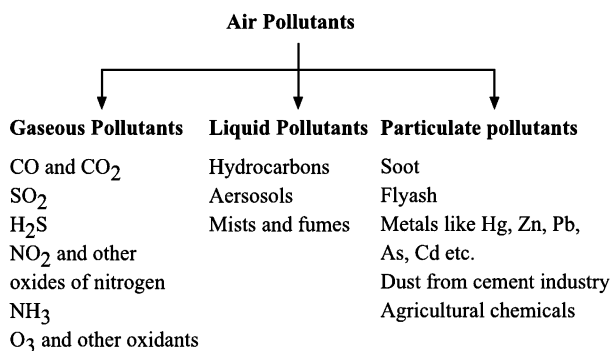 Air Pollutants
Gaseous Pollutants
CO and CO2
SO2
H2S
NO2 and other
oxides of nitrogen
NH3
O3 and other oxidants
Liquid Pollutants
Hydrocarbons
Aersosols
Mists and fumes
Particulate pollutants
Soot
Flyash
Metals like Hg, Zn, Pb,
As, Cd etc.
Dust from cement industry
Agricultural chemicals